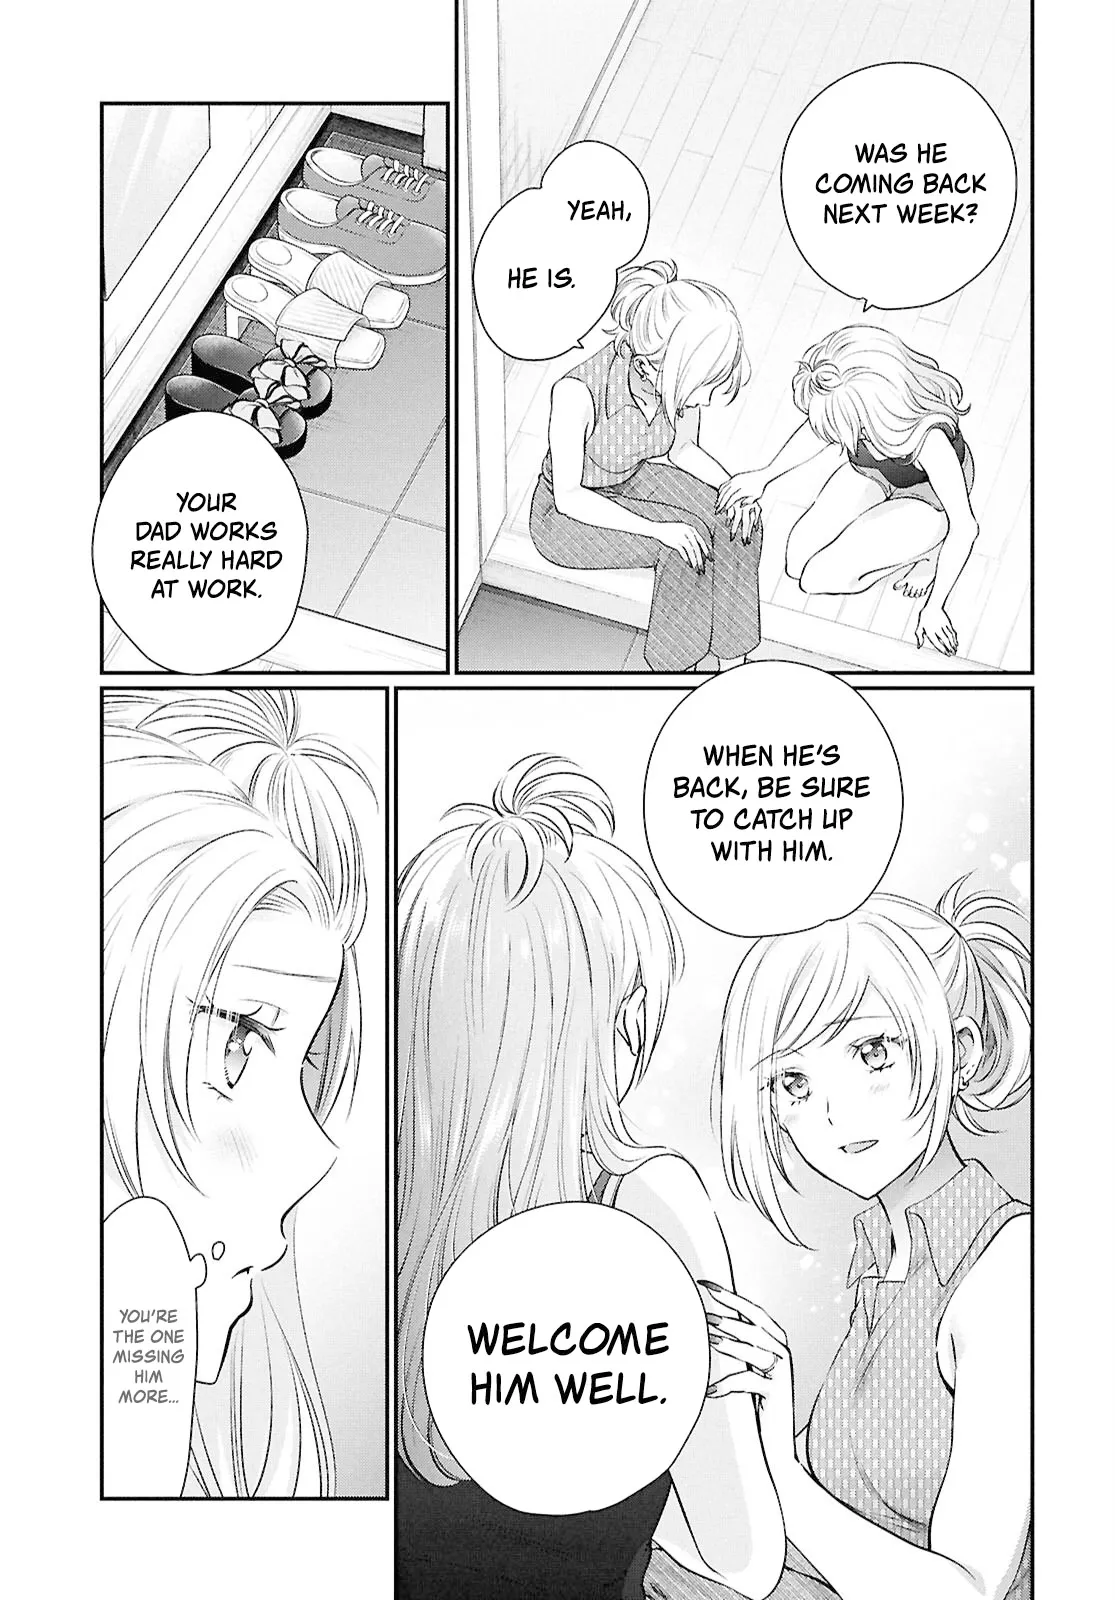 WAS HE
COMING BACK
NEXT WEEK?
YEAH,
HE IS.
YOUR
DAD WORKS
REALLY HARD
AT WORK.
WHEN HE'S
BACK, BE SURE
TO CATCH UP
WITH HIM.
WELCOME
HIM WELL.
YOU'RE
THE ONE
MISSING
HIM
MORE...